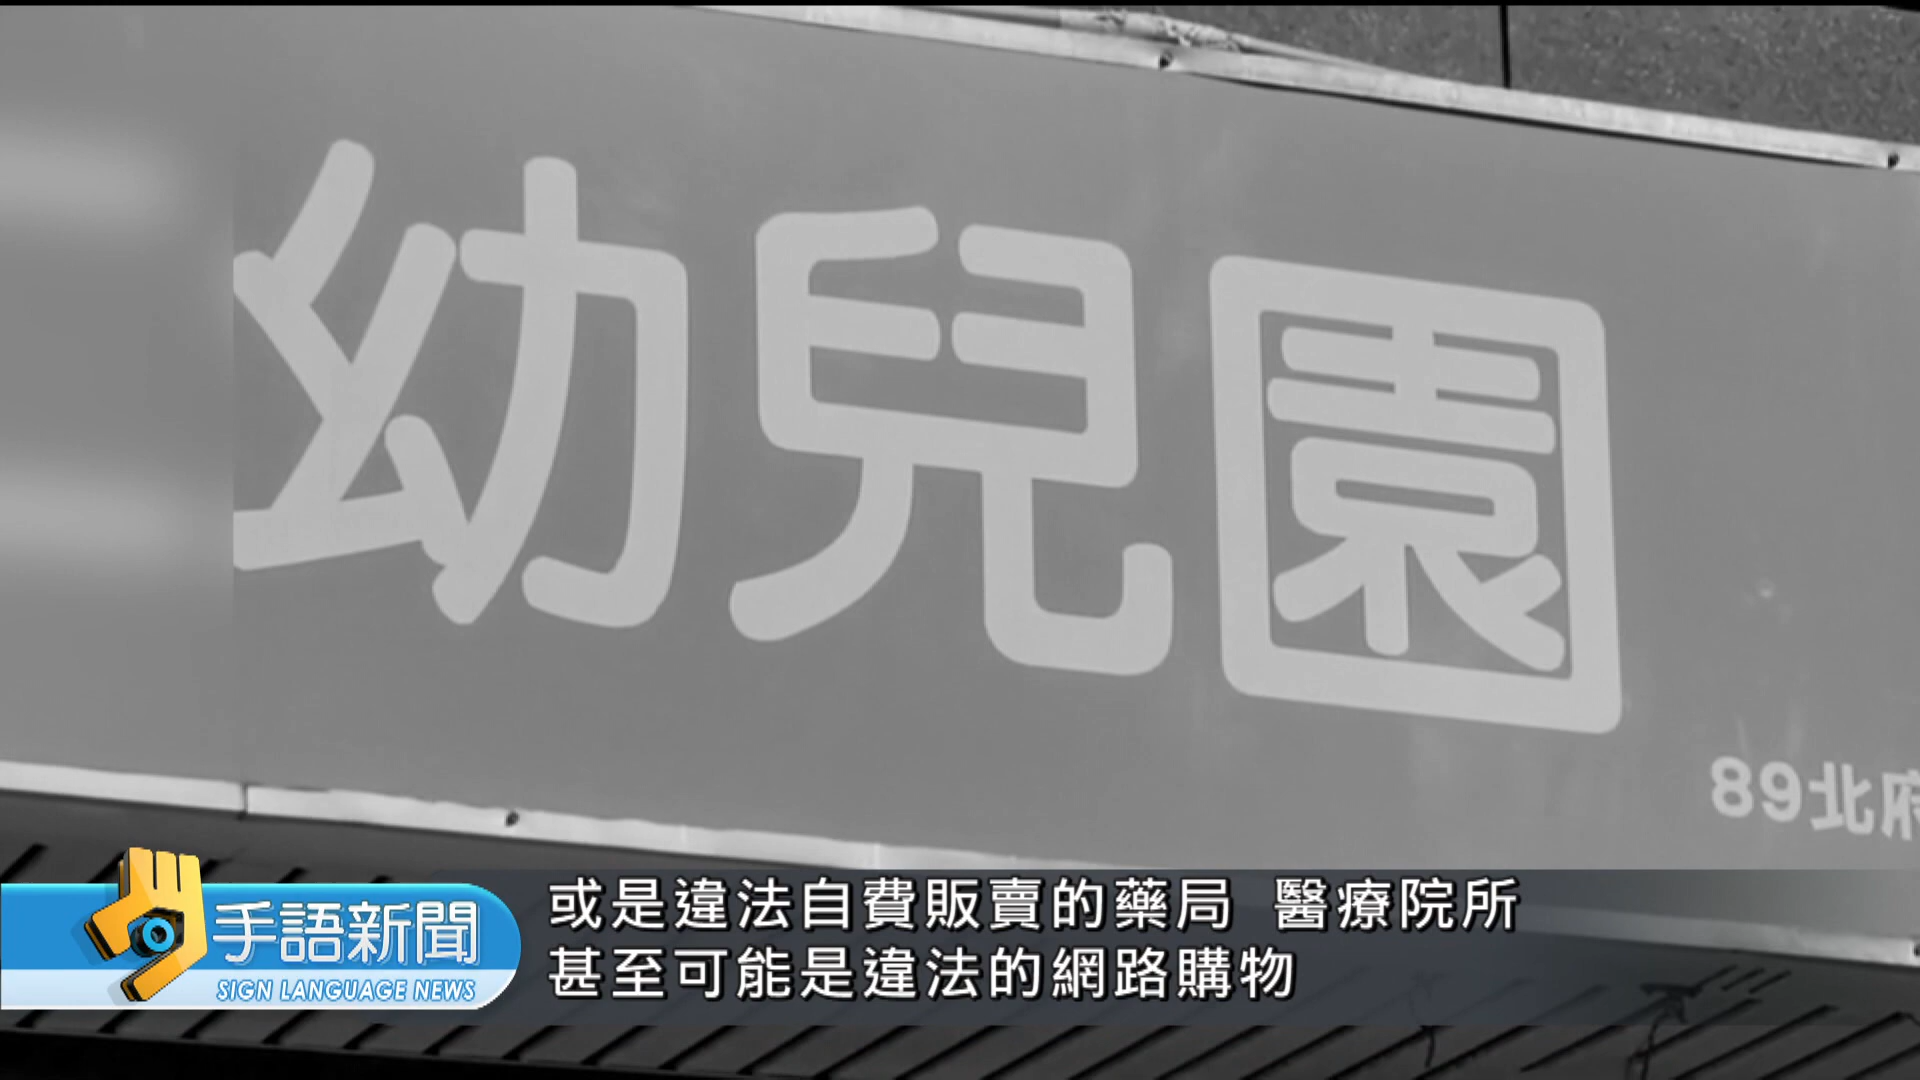 幼兒園
89北府
手語新聞
SIGN LANGUAGE NEWS
或是違法自費販賣的藥局 醫療院所
甚至可能是違法的網路購物